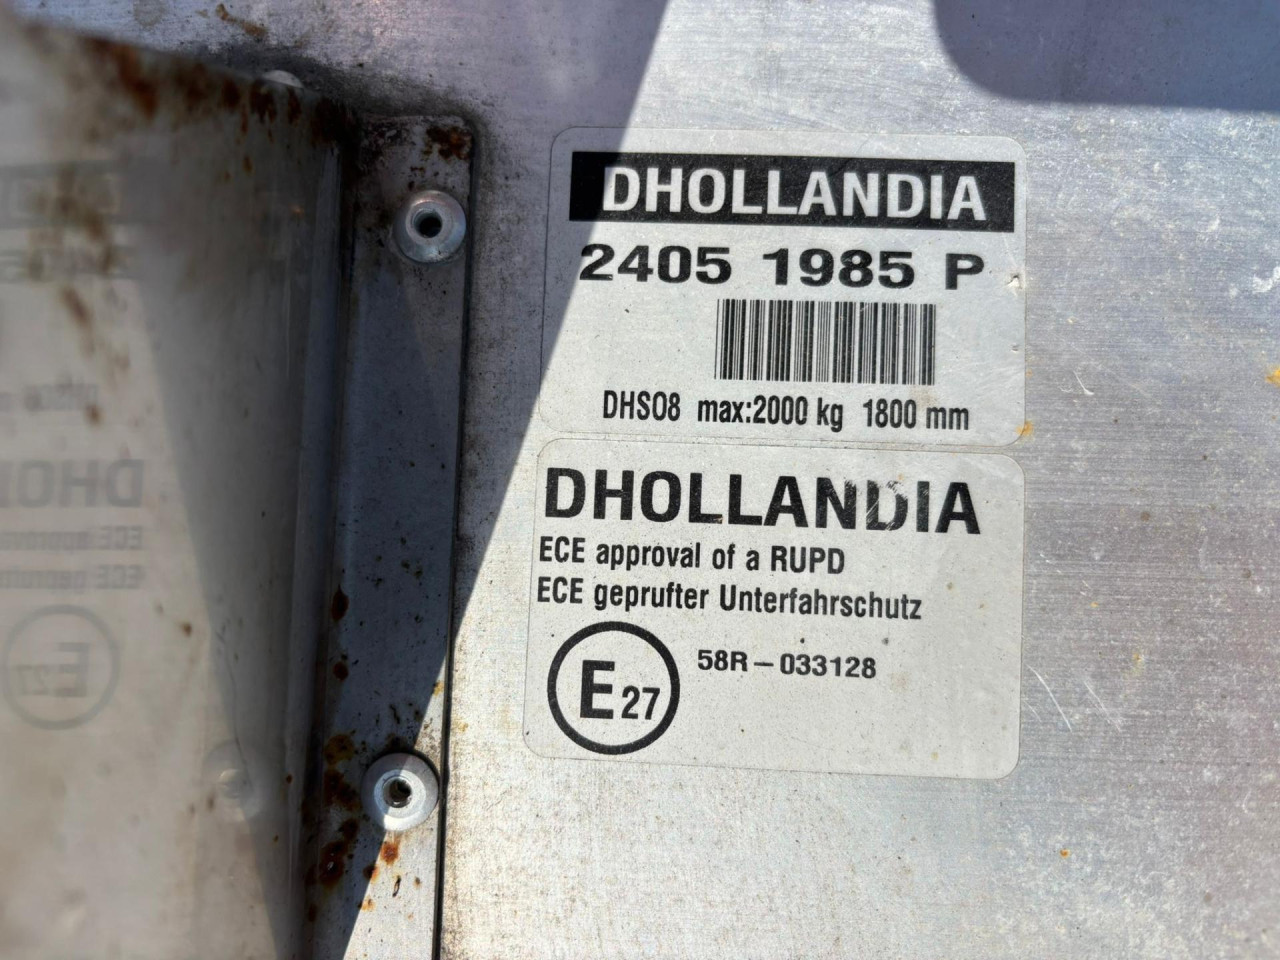 DHOLLANDIA
2405 1985 P
DHSO8 max:2000 kg 1800 mm
DHOLLANDIA
ECE approval of a RUPD
ECE geprufter Unterfahrschutz
E27
58R-033128